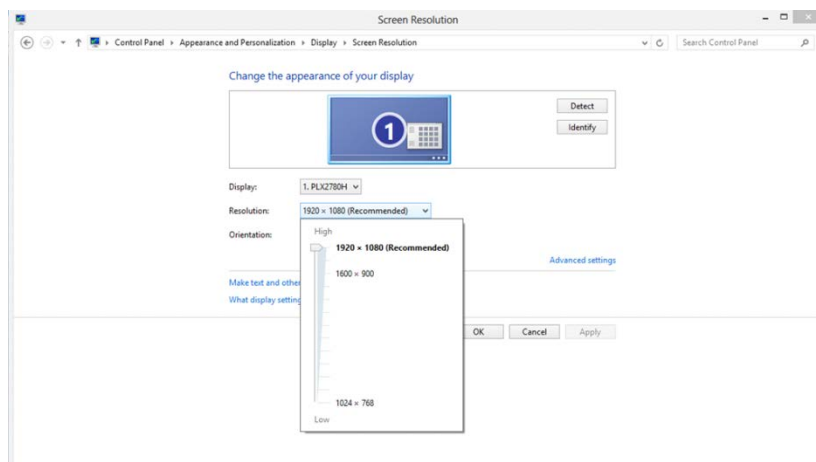 Screen Resolution
Control Panel Appearance and Personalization Display Screen Resolution
Search Control Panel
Change the appearance of your display
1
Detect
Identify
Display: 1. PLX2780H
Resolution: 1920 × 1080 (Recommended)
Orientation:
High
1920 × 1080 (Recommended)
1600 × 900
1024 × 768
Low
Advanced settings
Make text and other
What display setting
OK Cancel Apply